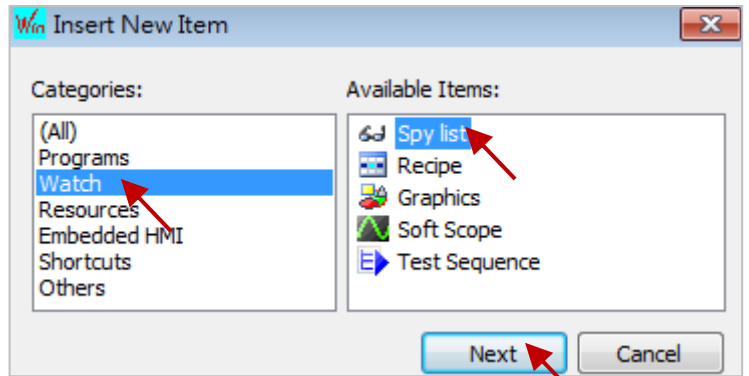 Win Insert New Item
Categories:
(All)
Programs
Watch
Resources
Embedded HMI
Shortcuts
Others
Available Items:
Spy list
Recipe
Graphics
Soft Scope
Test Sequence
Next
Cancel